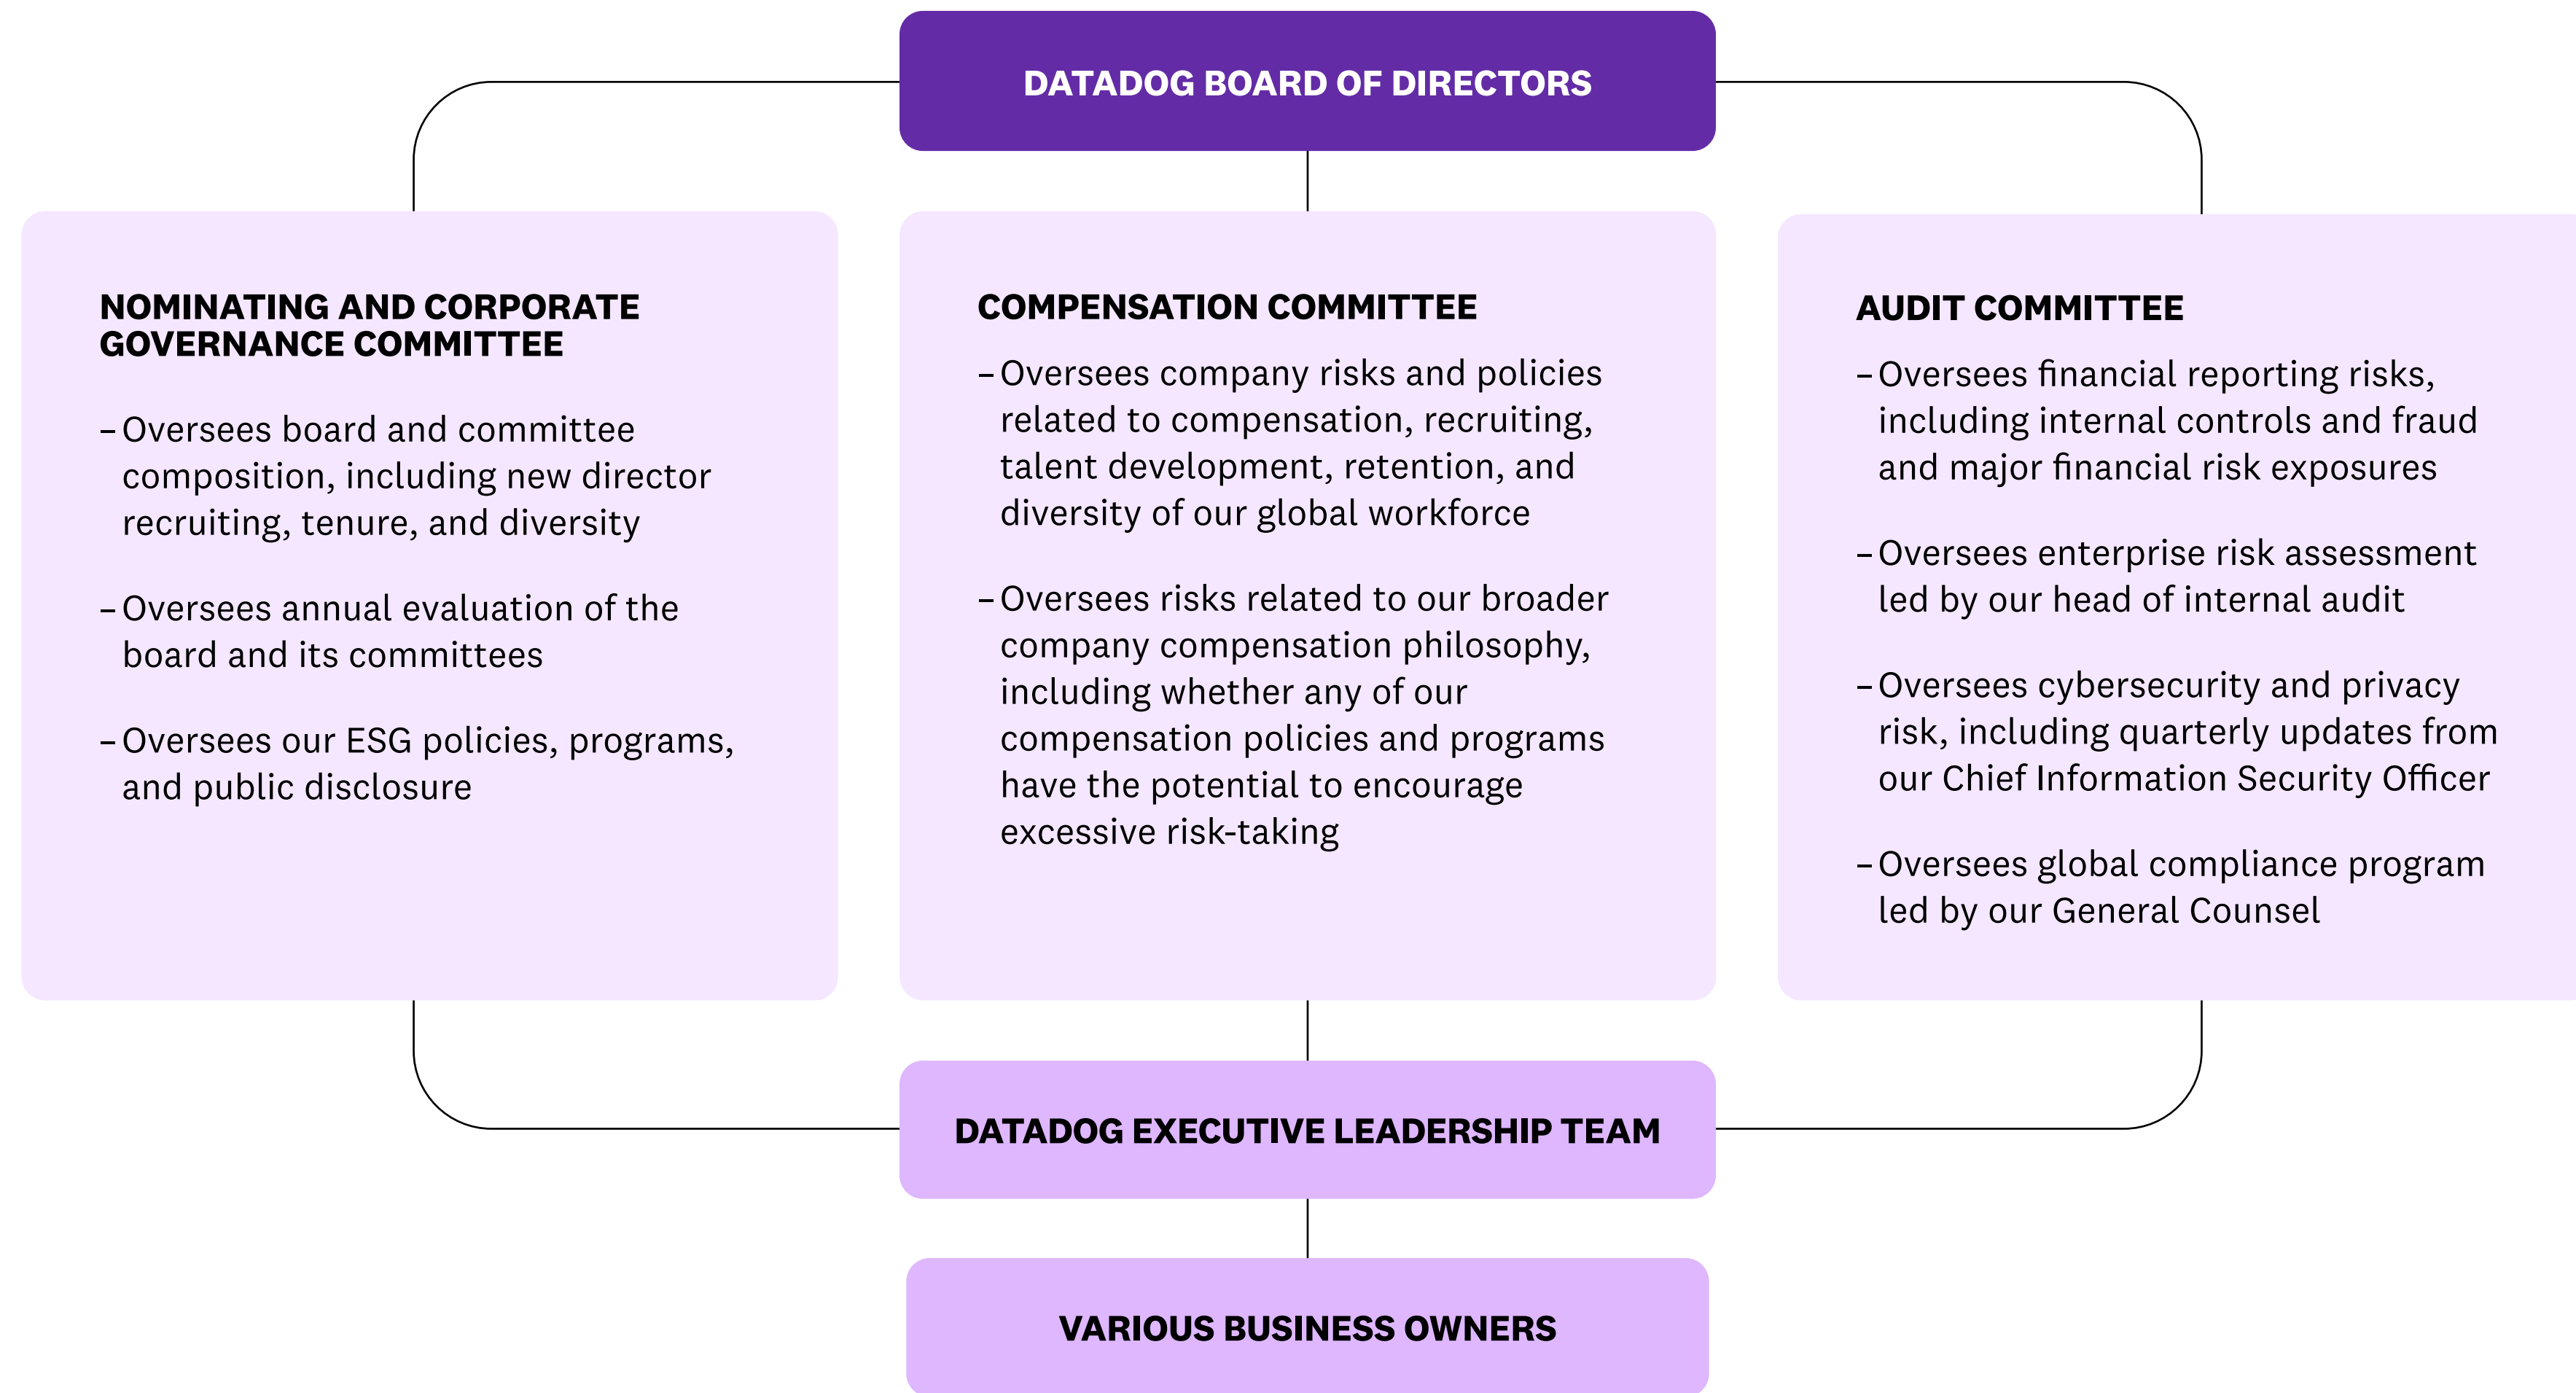 DATADOG BOARD OF DIRECTORS
NOMINATING AND CORPORATE
GOVERNANCE COMMITTEE
– Oversees board and committee
composition, including new director
recruiting, tenure, and diversity
– Oversees annual evaluation of the
board and its committees
– Oversees our ESG policies, programs,
and public disclosure
COMPENSATION COMMITTEE
– Oversees company risks and policies
related to compensation, recruiting,
talent development, retention, and
diversity of our global workforce
– Oversees risks related to our broader
company compensation philosophy,
including whether any of our
compensation policies and programs
have the potential to encourage
excessive risk-taking
AUDIT COMMITTEE
– Oversees financial reporting risks,
including internal controls and fraud
and major financial risk exposures
– Oversees enterprise risk assessment
led by our head of internal audit
– Oversees cybersecurity and privacy
risk, including quarterly updates from
our Chief Information Security Officer
– Oversees global compliance program
led by our General Counsel
DATADOG EXECUTIVE LEADERSHIP TEAM
VARIOUS BUSINESS OWNERS